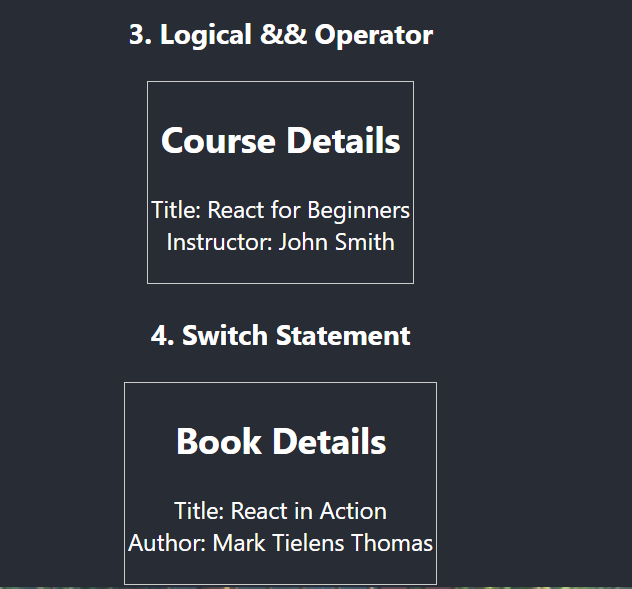 3. Logical && Operator
Course Details
Title: React for Beginners
Instructor: John Smith
4. Switch Statement
Book Details
Title: React in Action
Author: Mark Tielens Thomas